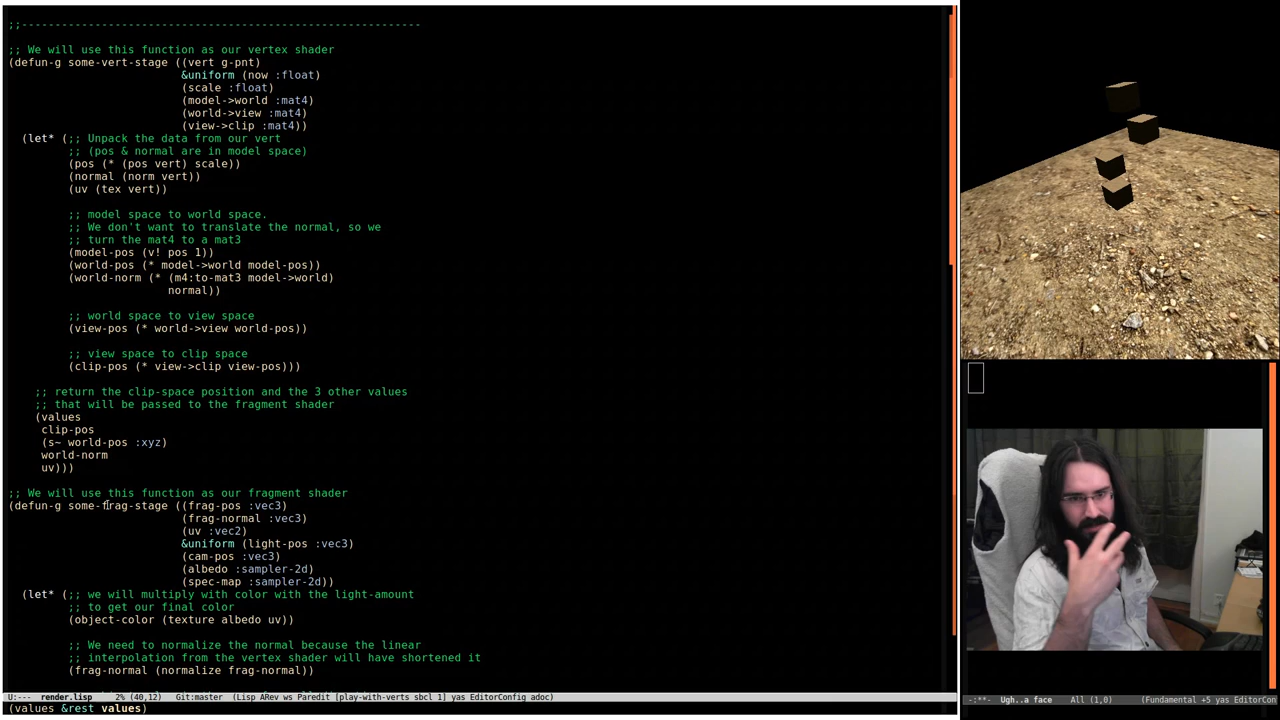 ;;------------------------------------------------------------
;; We will use this function as our vertex shader
(defun-g some-vert-stage ((vert g-pnt)
&uniform (now :float)
(scale :float)
(model->world :mat4)
(world->view :mat4)
(view->clip :mat4))
(let* (;; Unpack the data from our vert
;; (pos & normal are in model space)
(pos (* (pos vert) scale))
(normal (norm vert))
(uv (tex vert))
;; model space to world space.
;; We don't want to translate the normal, so we
;; turn the mat4 to a mat3
(model-pos (v! pos 1))
(world-pos (* model->world model-pos))
(world-norm (* (m4:to-mat3 model->world)
normal))
;; world space to view space
(view-pos (* world->view world-pos))
;; view space to clip space
(clip-pos (* view->clip view-pos)))
;; return the clip-space position and the 3 other values
;; that will be passed to the fragment shader
(values
clip-pos
(s~ world-pos :xyz)
world-norm
uv)))
;; We will use this function as our fragment shader
(defun-g some-frag-stage ((frag-pos :vec3)
(frag-normal :vec3)
(uv :vec2)
&uniform (light-pos :vec3)
(cam-pos :vec3)
(albedo :sampler-2d)
(spec-map :sampler-2d))
(let* (;; we will multiply with color with the light-amount
;; to get our final color
(object-color (texture albedo uv))
;; We need to normalize the normal because the linear
;; interpolation from the vertex shader will have shortened it
(frag-normal (normalize frag-normal))
U:--- render.lisp 2% (40,12) Git:master (Lisp ARev ws Paredit [play-with-verts sbcl 1] yas EditorConfig adoc)
(values &rest values)
-:**- Ugh..a face All (1,0) (Fundamental +5 yas EditorCon